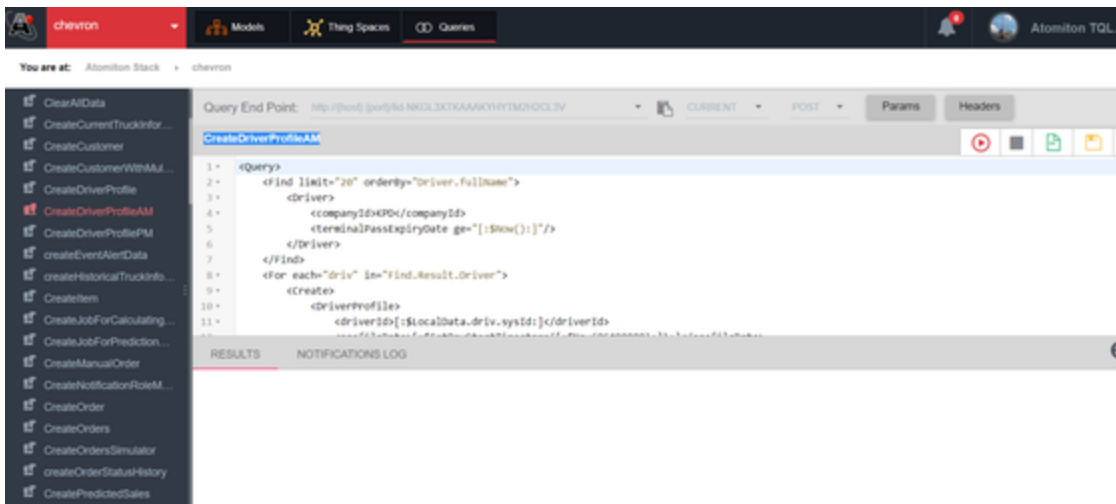 chevron
Models
Thing Spaces
Queries
Atomiton TQL
You are at: Atomiton Stack chevron
ClearAllData
CreateCurrentTruckInfor...
CreateCustomer
CreateCustomerWithMul...
CreateDriverProfile
CreateDriverProfileAM
CreateDriverProfilePM
createEventAlertData
createHistoricalTruckInfo...
CreateItem
CreateJobForCalculating...
CreateJobForPrediction...
CreateManualOrder
CreateNotificationRoleM...
CreateOrder
CreateOrders
CreateOrdersSimulator
createOrderStatusHistory
CreatePredictedSales
Query End Point:
CURRENT
POST
Params
Headers
CreateDriverProfileAM
1 <Query>
2 <Find limit="20" orderBy="Driver.fullName">
3 <Driver>
4 <companyId>KPD</companyId>
5 <terminalPassExpiryDate ge="[:$Now():]"/>
6 </Driver>
7 </Find>
8 <For each="driv" in="Find.Result.Driver">
9 <Create>
10 <DriverProfile>
11 <driverId>[:$LocalData.driv.sysId:]</driverId>
RESULTS
NOTIFICATIONS LOG